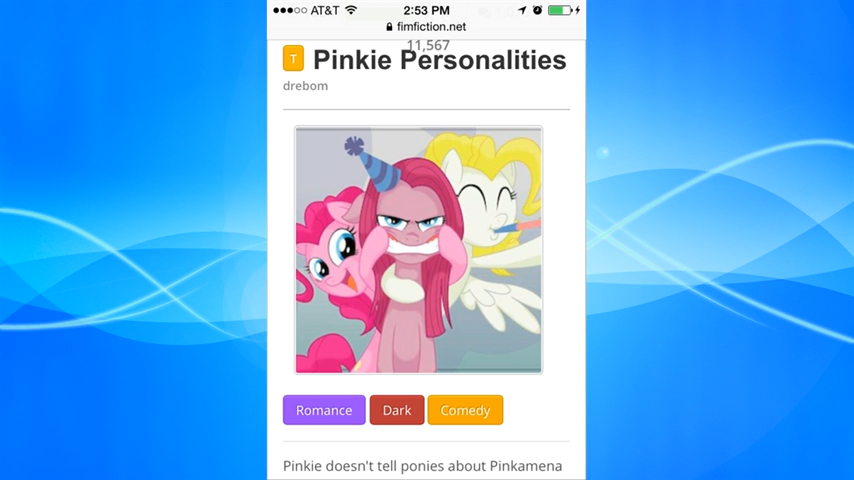 AT&T 2:53 PM
fimfiction.net
11,567
T Pinkie Personalities
drebom
Romance Dark Comedy
Pinkie doesn't tell ponies about Pinkamena